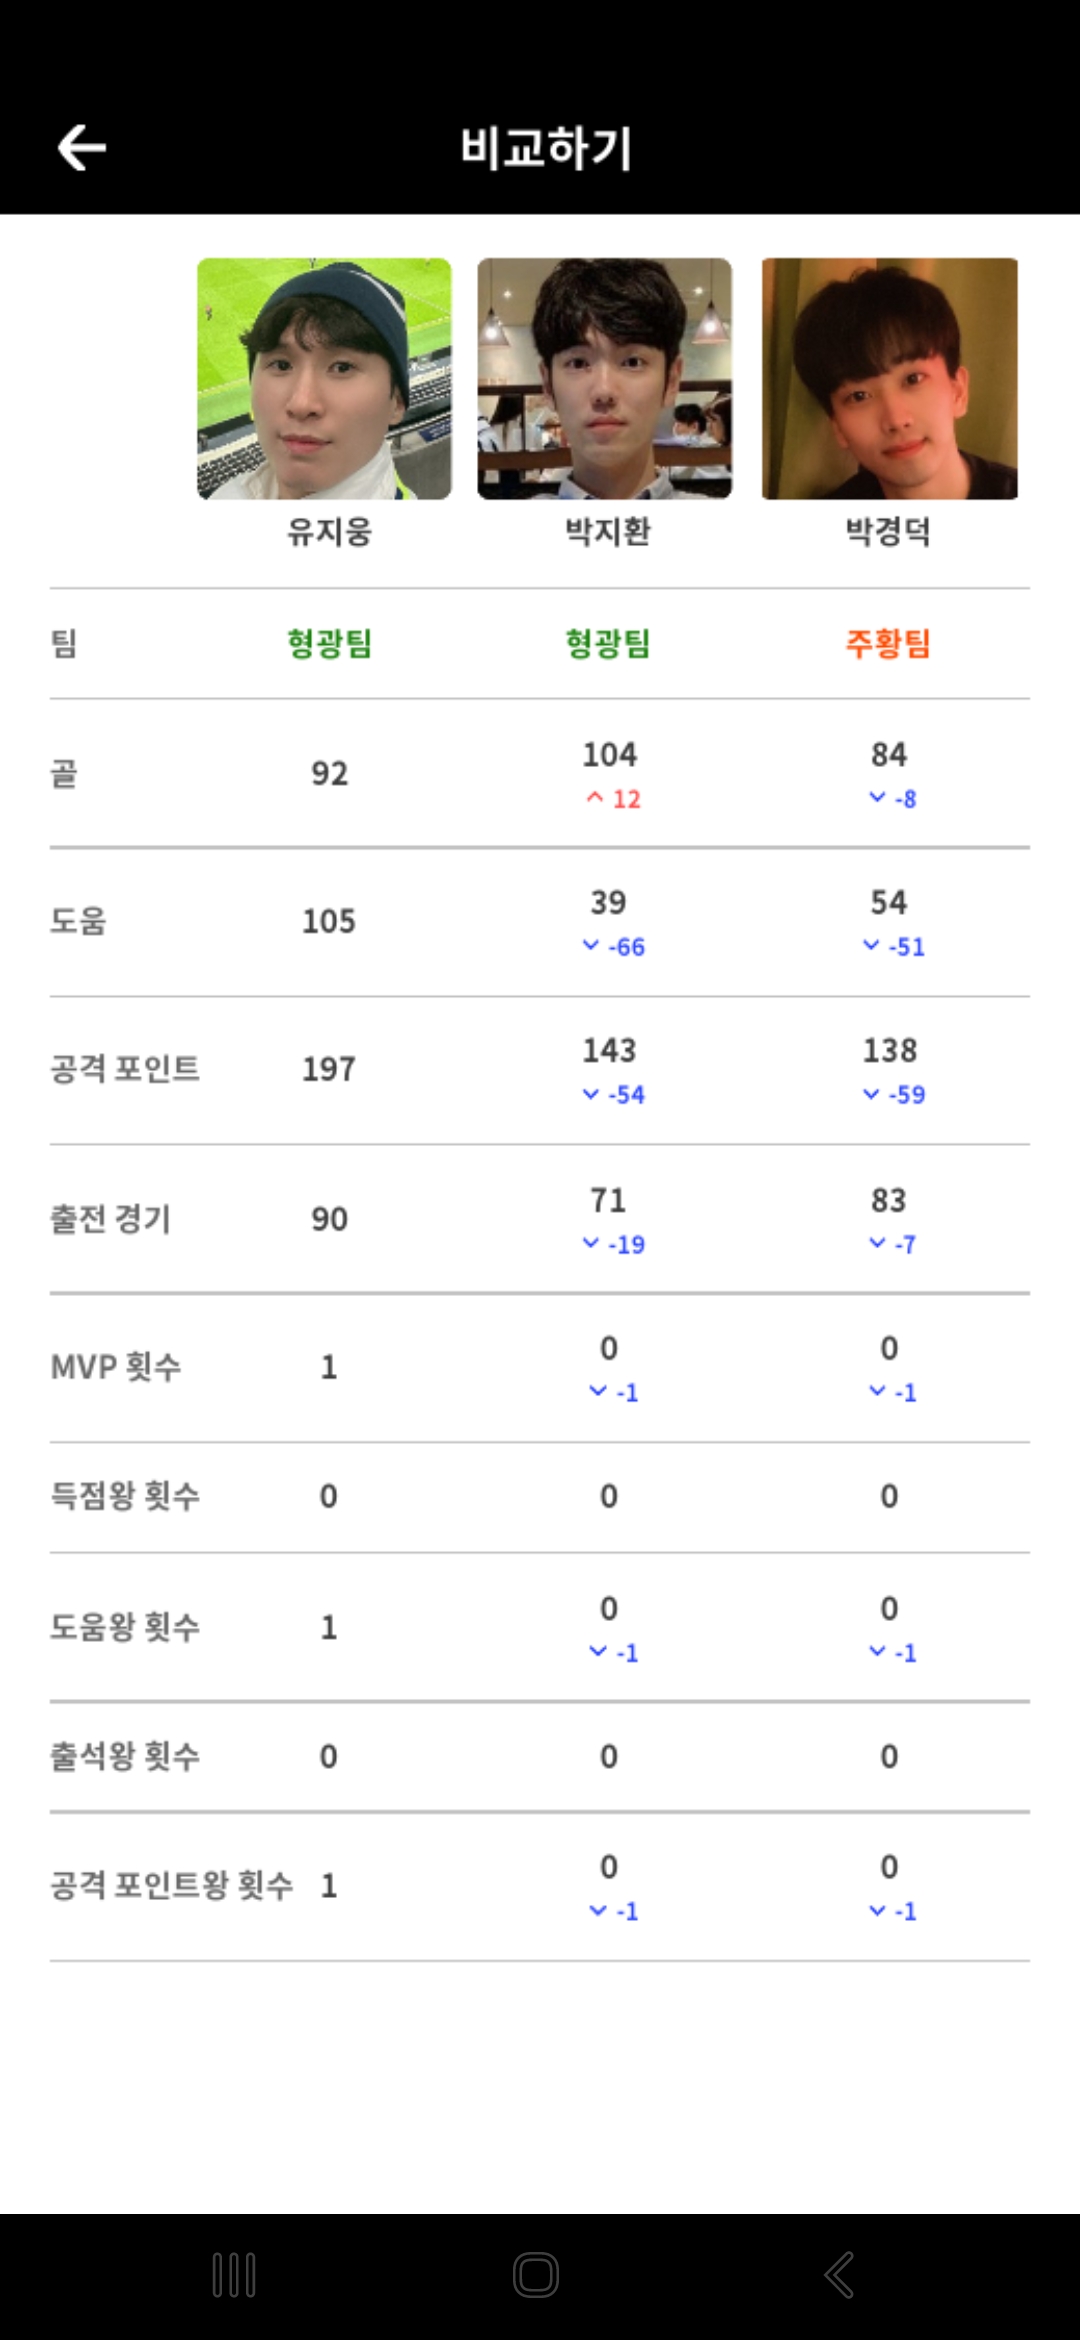 비교하기
유지웅 박지환 박경덕
팀 형광팀 형광팀 주황팀
골 92 104 84
12 -8
도움 105 39 54
-66 -51
공격 포인트 197 143 138
-54 -59
출전 경기 90 71 83
-19 -7
MVP 횟수 1 0 0
-1 -1
득점왕 횟수 0 0 0
도움왕 횟수 1 0 0
-1 -1
출석왕 횟수 0 0 0
공격 포인트왕 횟수 1 0 0
-1 -1